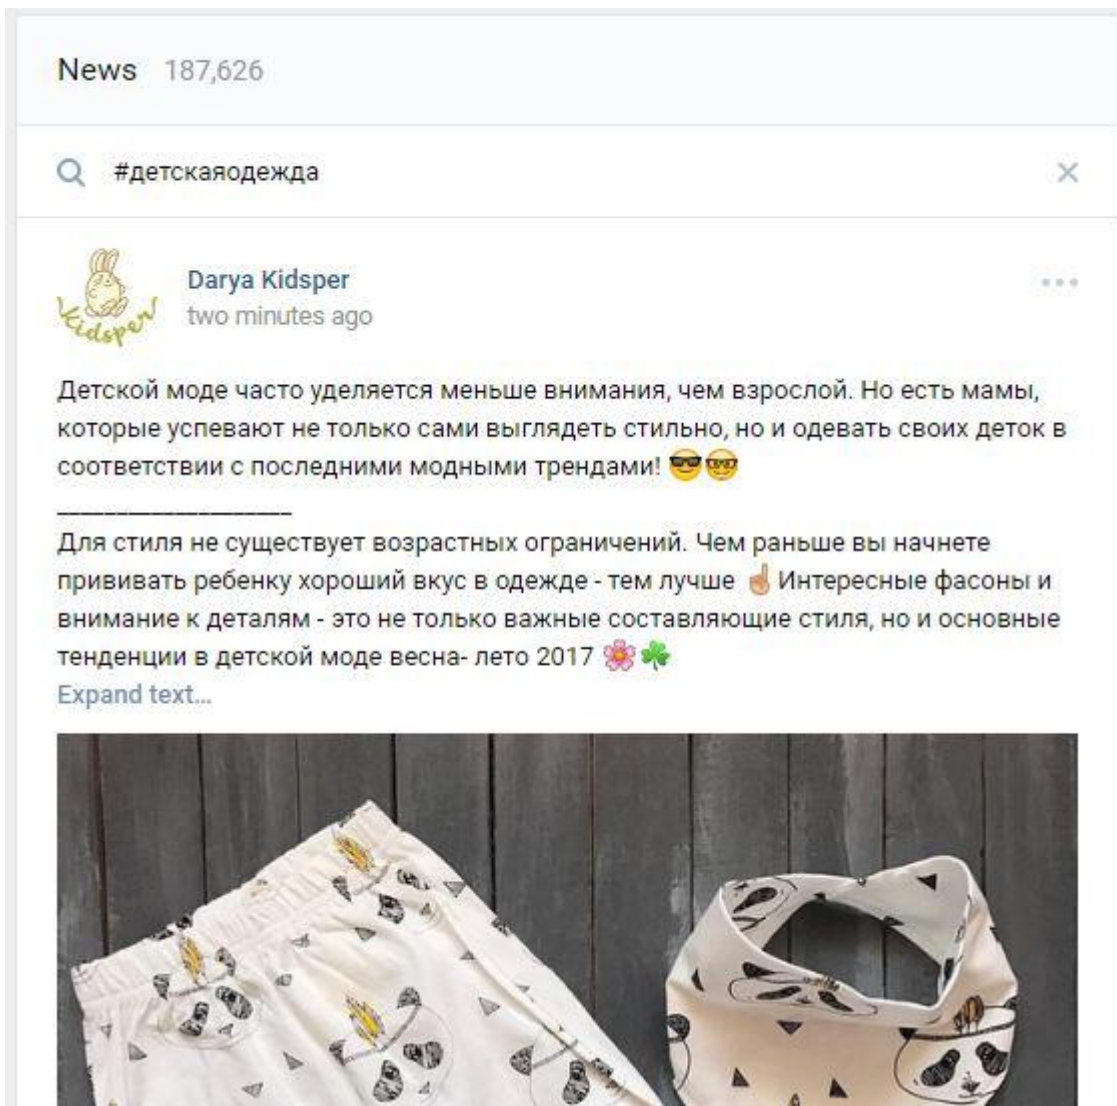 News 187,626
#детскаяодежда
Kidsper
Darya Kidsper
two minutes ago
Детской моде часто уделяется меньше внимания, чем взрослой. Но есть мамы,
которые успевают не только сами выглядеть стильно, но и одевать своих деток в
соответствии с последними модными трендами! 😎🤓
____________________
Для стиля не существует возрастных ограничений. Чем раньше вы начнете
прививать ребенку хороший вкус в одежде - тем лучше ☝Интересные фасоны и
внимание к деталям - это не только важные составляющие стиля, но и основные
тенденции в детской моде весна- лето 2017 🌸☘
Expand text...